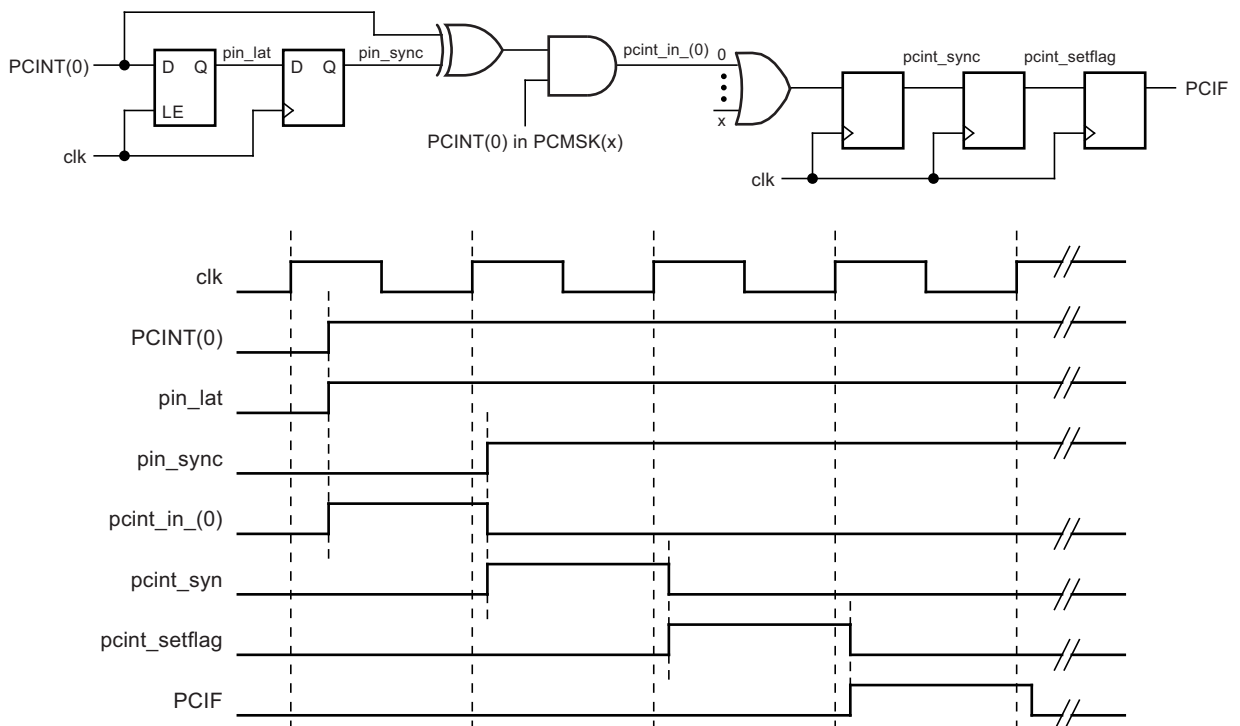 PCINT(0)
clk
D Q
LE
pin_lat
D Q
pin_sync
PCINT(0) in PCMSK(x)
pcint_in_(0)
0
x
clk
pcint_sync
pcint_setflag
PCIF
clk
PCINT(0)
pin_lat
pin_sync
pcint_in_(0)
pcint_syn
pcint_setflag
PCIF